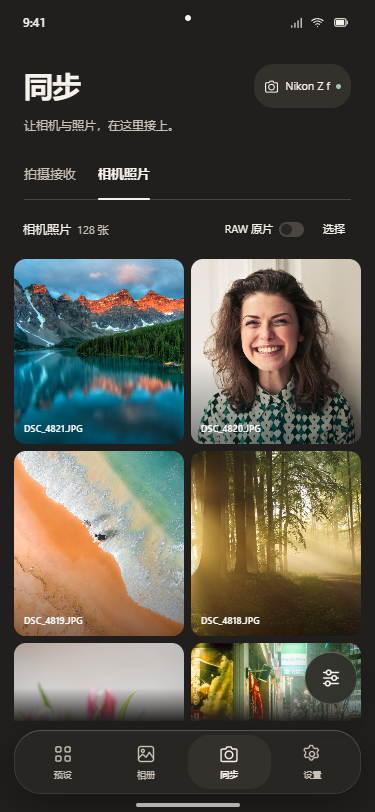 9:41
同步
Nikon Z f
让相机与照片，在这里接上。
拍摄接收 相机照片
相机照片 128 张 RAW 原片 选择
DSC_4821.JPG DSC_4820.JPG
DSC_4819.JPG DSC_4818.JPG
预设 相册 同步 设置